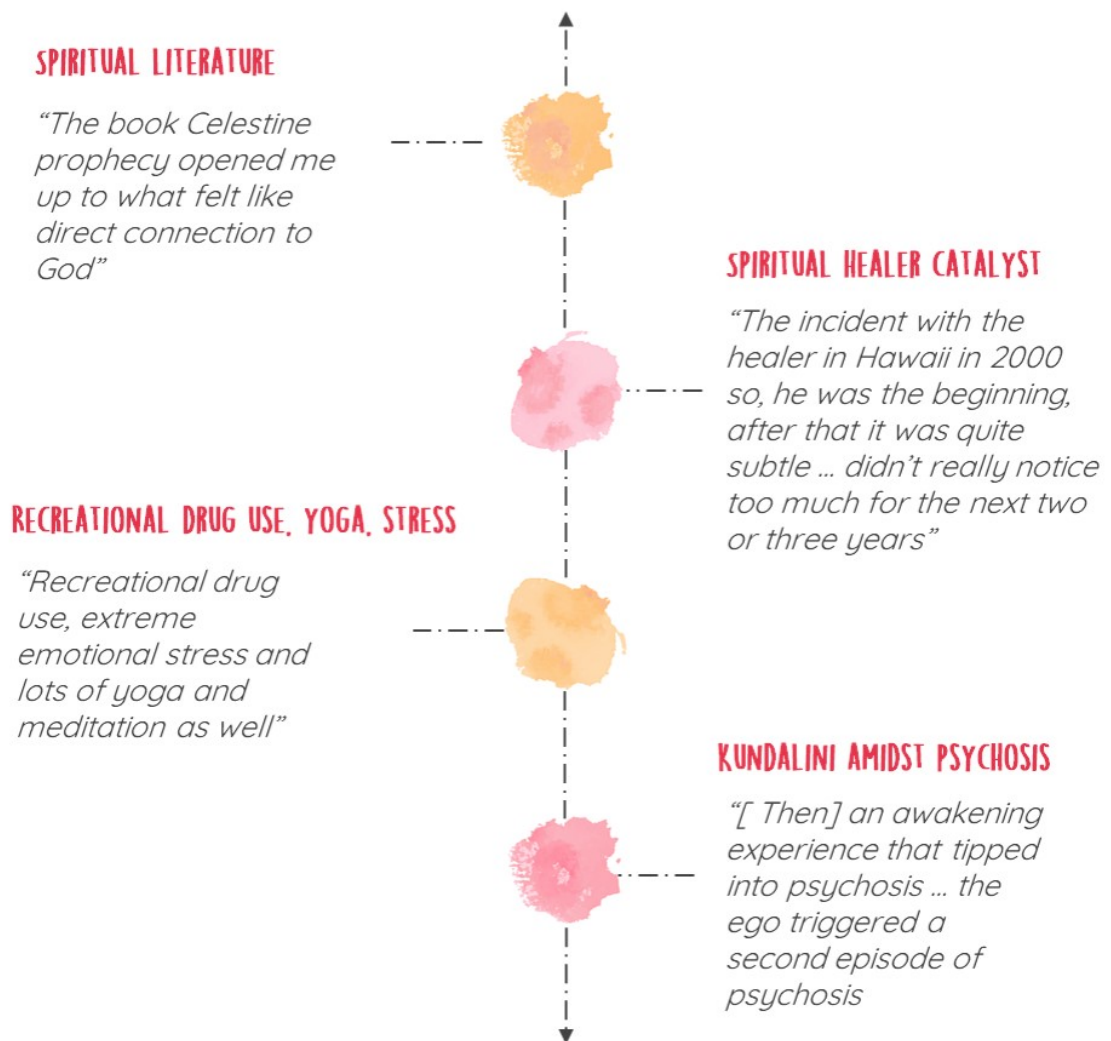 SPIRITUAL LITERATURE
“The book Celestine
prophecy opened me
up to what felt like
direct connection to
God”
SPIRITUAL HEALER CATALYST
“The incident with the
healer in Hawaii in 2000
so, he was the beginning,
after that it was quite
subtle ... didn’t really notice
too much for the next two
or three years”
RECREATIONAL DRUG USE, YOGA, STRESS
“Recreational drug
use, extreme
emotional stress and
lots of yoga and
meditation as well”
KUNDALINI AMIDST PSYCHOSIS
“[ Then] an awakening
experience that tipped
into psychosis ... the
ego triggered a
second episode of
psychosis